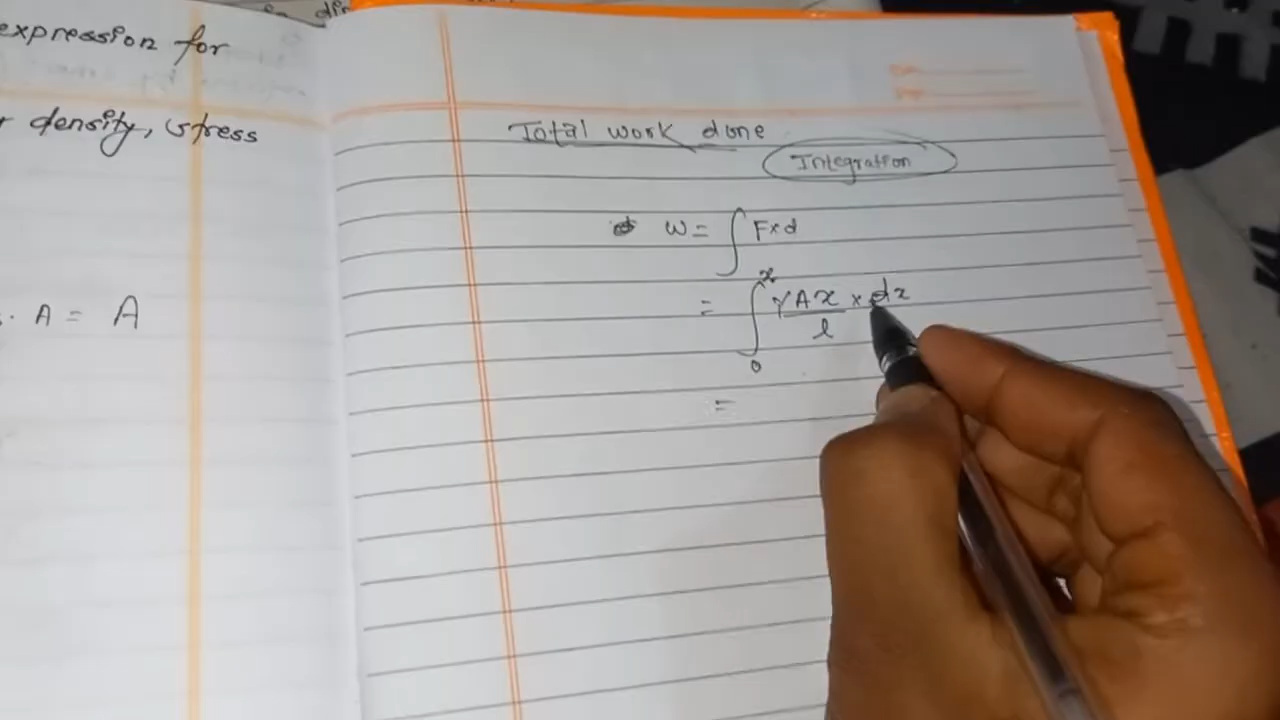 expression for
density, stress
A = A
Total work done
Integration
W = ∫ F×d
= ∫₀ˣ YAx/l × dx
=